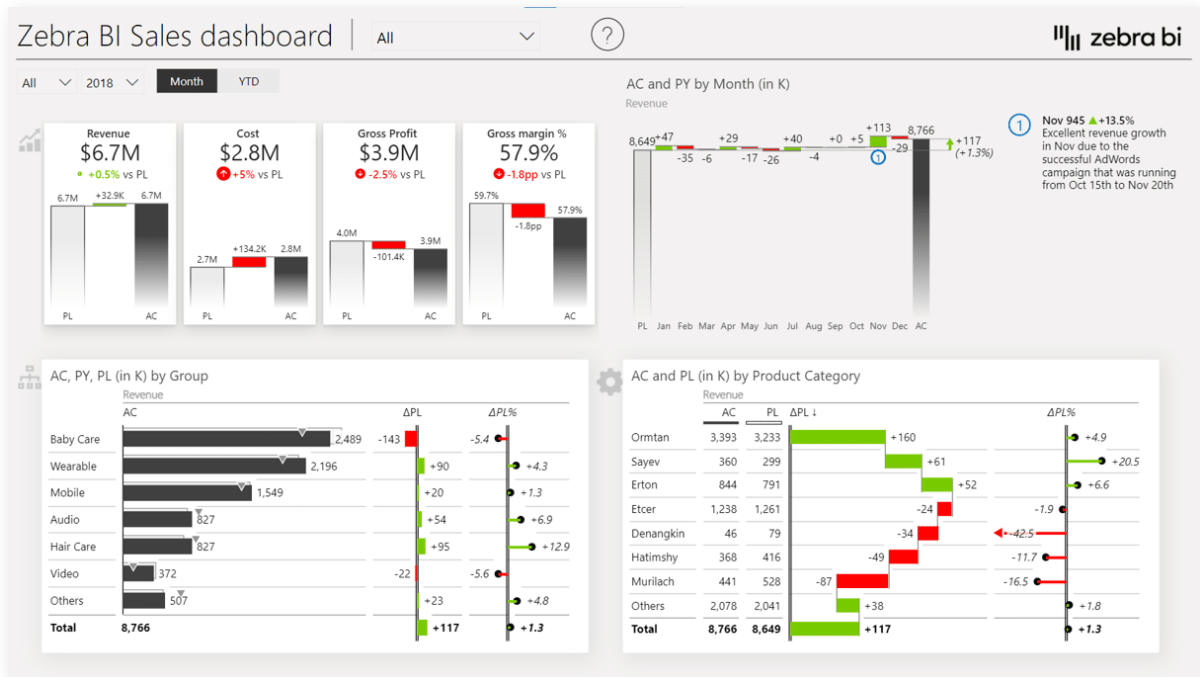 Zebra BI Sales dashboard
All
?
zebra bi
All 2018 Month YTD
Revenue
$6.7M
+0.5% vs PL
6.7M +32.9K 6.7M
PL AC
Cost
$2.8M
+5% vs PL
2.7M +134.2K 2.8M
PL AC
Gross Profit
$3.9M
-2.5% vs PL
4.0M -101.4K 3.9M
PL AC
Gross margin %
57.9%
-1.8pp vs PL
59.7% -1.8pp 57.9%
PL AC
AC and PY by Month (in K)
Revenue
8,649 +47 -35 -6 +29 -17 -26 +40 -4 +0 +5 +113 -29 8,766 +117
(+1.3%)
1
PL Jan Feb Mar Apr May Jun Jul Aug Sep Oct Nov Dec AC
1
Nov 945 ▲+13.5%
Excellent revenue growth
in Nov due to the
successful AdWords
campaign that was running
from Oct 15th to Nov 20th
AC, PY, PL (in K) by Group
Revenue
AC ΔPL ΔPL%
Baby Care 2,489 -143 -5.4
Wearable 2,196 +90 +4.3
Mobile 1,549 +20 +1.3
Audio 827 +54 +6.9
Hair Care 827 +95 +12.9
Video 372 -22 -5.6
Others 507 +23 +4.8
Total 8,766 +117 +1.3
AC and PL (in K) by Product Category
Revenue
AC PL ΔPL ↓ ΔPL%
Ormtan 3,393 3,233 +160 +4.9
Sayev 360 299 +61 +20.5
Erton 844 791 +52 +6.6
Etcer 1,238 1,261 -24 -1.9
Denangkin 46 79 -34 -42.5
Hatimshy 368 416 -49 -11.7
Murilach 441 528 -87 -16.5
Others 2,078 2,041 +38 +1.8
Total 8,766 8,649 +117 +1.3